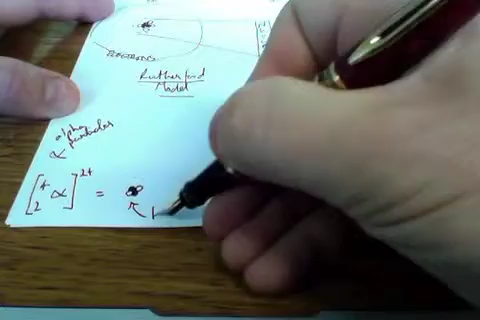 ELECTRONS
Rutherford
Model
alpha
particles
α
[4 2 α]2+ =